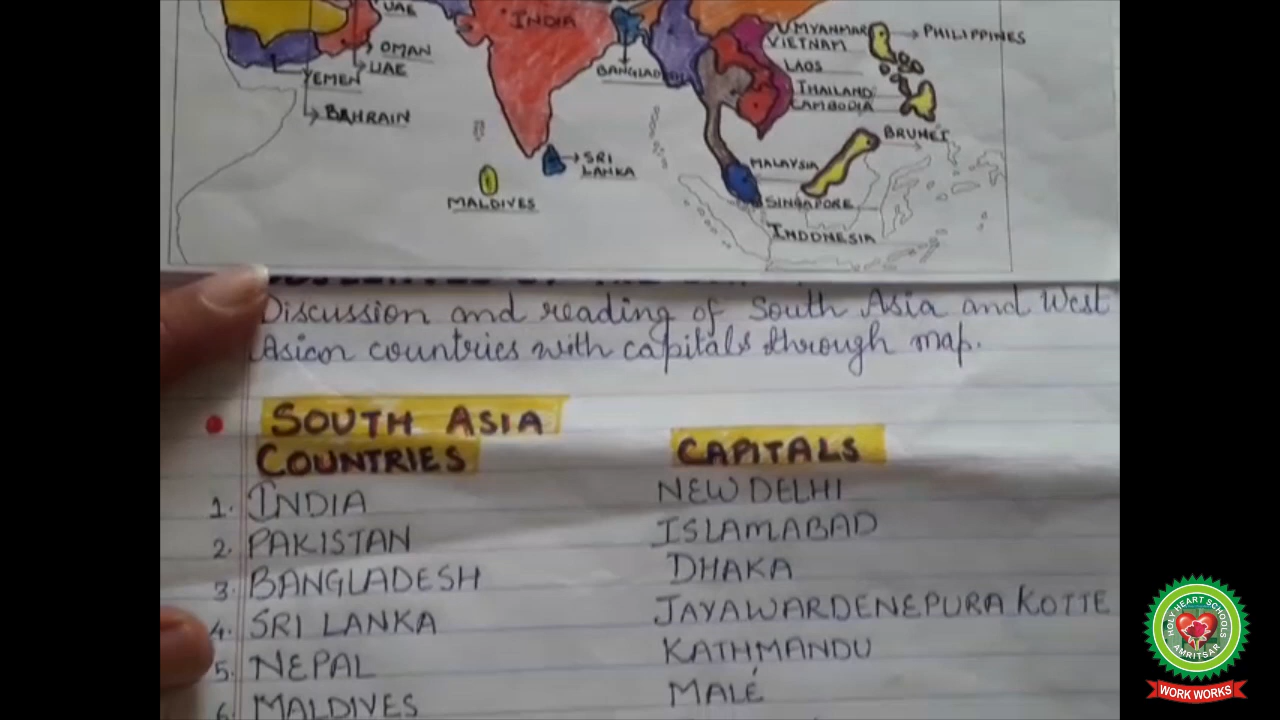 UAE
INDIA
MYANMAR
VIETNAM
PHILIPPINES
OMAN
UAE
LAOS
YEMEN
BANGLADESH
THAILAND
CAMBODIA
BAHRAIN
BRUNEI
SRI
LANKA
MALAYSIA
MALDIVES
SINGAPORE
INDONESIA
Discussion and reading of South Asia and West
Asian countries with capitals through map.
SOUTH ASIA
COUNTRIES CAPITALS
1. INDIA NEW DELHI
2. PAKISTAN ISLAMABAD
3. BANGLADESH DHAKA
4. SRI LANKA JAYAWARDENEPURA KOTTE
5. NEPAL KATHMANDU
6. MALDIVES MALÉ
HOLY HEART SCHOOLS
AMRITSAR
WORK WORKS